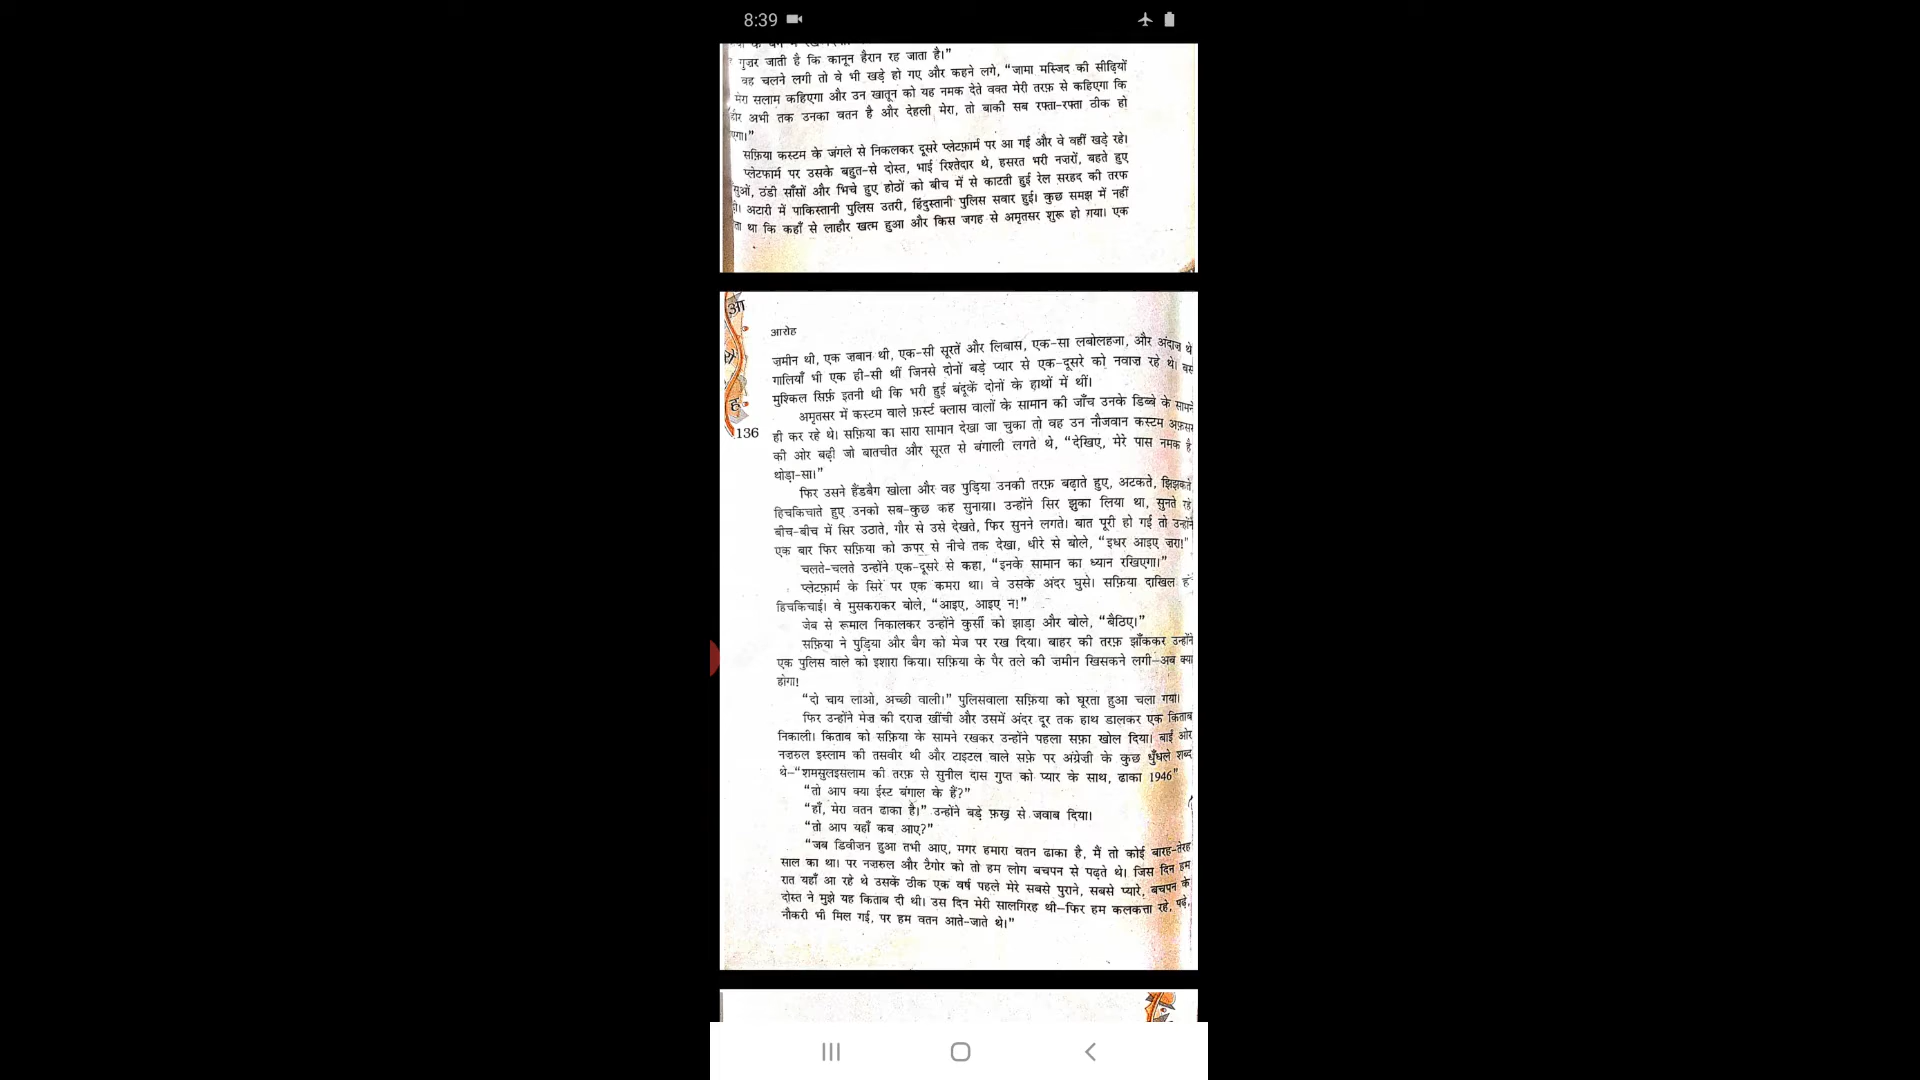 8:39
गुज़र जाती है कि कानून हैरान रह जाता है।”
वह चलने लगी तो वे भी खड़े हो गए और कहने लगे, “जामा मस्जिद की सीढ़ियों
मेरा सलाम कहिएगा और उन खातून को यह नमक देते वक्त मेरी तरफ़ से कहिएगा कि
अभी तक उनका वतन है और देहली मेरा, तो बाकी सब रफ्ता-रफ्ता ठीक हो
सफ़िया कस्टम के जंगले से निकलकर दूसरे प्लेटफ़ार्म पर आ गई और वे वहीं खड़े रहे।
प्लेटफार्म पर उसके बहुत-से दोस्त, भाई रिश्तेदार थे, हसरत भरी नज़रों, बहते हुए
ठंडी साँसों और भिचे हुए होठों को बीच में से काटती हुई रेल सरहद की तरफ
अटारी में पाकिस्तानी पुलिस उतरी, हिंदुस्तानी पुलिस सवार हुई। कुछ समझ में नहीं
था कि कहाँ से लाहौर खत्म हुआ और किस जगह से अमृतसर शुरू हो गया। एक
आ
रो
ह
136
आरोह
ज़मीन थी, एक ज़बान थी, एक-सी सूरतें और लिबास, एक-सा लबोलहजा, और अंदाज़ थे
गालियाँ भी एक ही-सी थीं जिनसे दोनों बड़े प्यार से एक-दूसरे को नवाज़ रहे थे। बस
मुश्किल सिर्फ़ इतनी थी कि भरी हुई बंदूकें दोनों के हाथों में थीं।
अमृतसर में कस्टम वाले फ़र्स्ट क्लास वालों के सामान की जाँच उनके डिब्बे के सामने
ही कर रहे थे। सफ़िया का सारा सामान देखा जा चुका तो वह उन नौजवान कस्टम अफ़सर
की ओर बढ़ी जो बातचीत और सूरत से बंगाली लगते थे, “देखिए, मेरे पास नमक है
थोड़ा-सा।”
फिर उसने हैंडबैग खोला और वह पुड़िया उनकी तरफ़ बढ़ाते हुए, अटकते, झिझकते
हिचकिचाते हुए उनको सब-कुछ कह सुनाया। उन्होंने सिर झुका लिया था, सुनते रहे
बीच-बीच में सिर उठाते, गौर से उसे देखते, फिर सुनने लगते। बात पूरी हो गई तो उन्होंने
एक बार फिर सफ़िया को ऊपर से नीचे तक देखा, धीरे से बोले, “इधर आइए ज़रा!”
चलते-चलते उन्होंने एक-दूसरे से कहा, “इनके सामान का ध्यान रखिएगा।”
प्लेटफ़ार्म के सिरे पर एक कमरा था। वे उसके अंदर घुसे। सफ़िया दाखिल
हिचकिचाई। वे मुसकराकर बोले, “आइए, आइए न!”
जेब से रूमाल निकालकर उन्होंने कुर्सी को झाड़ा और बोले, “बैठिए।”
सफ़िया ने पुड़िया और बैग को मेज पर रख दिया। बाहर की तरफ़ झाँककर उन्होंने
एक पुलिस वाले को इशारा किया। सफ़िया के पैर तले की ज़मीन खिसकने लगी—अब क्या
होगा!
“दो चाय लाओ, अच्छी वाली।” पुलिसवाला सफ़िया को घूरता हुआ चला गया।
फिर उन्होंने मेज़ की दराज़ खींची और उसमें अंदर दूर तक हाथ डालकर एक किताब
निकाली। किताब को सफ़िया के सामने रखकर उन्होंने पहला सफ़ा खोल दिया। बाईं ओर
नज़रुल इस्लाम की तसवीर थी और टाइटल वाले सफ़े पर अंग्रेज़ी के कुछ धुँधले शब्द
थे—“शमसुलइसलाम की तरफ़ से सुनील दास गुप्त को प्यार के साथ, ढाका 1946”
“तो आप क्या ईस्ट बंगाल के हैं?”
“हाँ, मेरा वतन ढाका है।” उन्होंने बड़े फ़ख्र से जवाब दिया।
“तो आप यहाँ कब आए?”
“जब डिवीज़न हुआ तभी आए, मगर हमारा वतन ढाका है, मैं तो कोई बारह-तेरह
साल का था। पर नज़रुल और टैगोर को तो हम लोग बचपन से पढ़ते थे। जिस दिन हम
रात यहाँ आ रहे थे उसके ठीक एक वर्ष पहले मेरे सबसे पुराने, सबसे प्यारे, बचपन के
दोस्त ने मुझे यह किताब दी थी। उस दिन मेरी सालगिरह थी—फिर हम कलकत्ता रहे, पढ़े,
नौकरी भी मिल गई, पर हम वतन आते-जाते थे।”